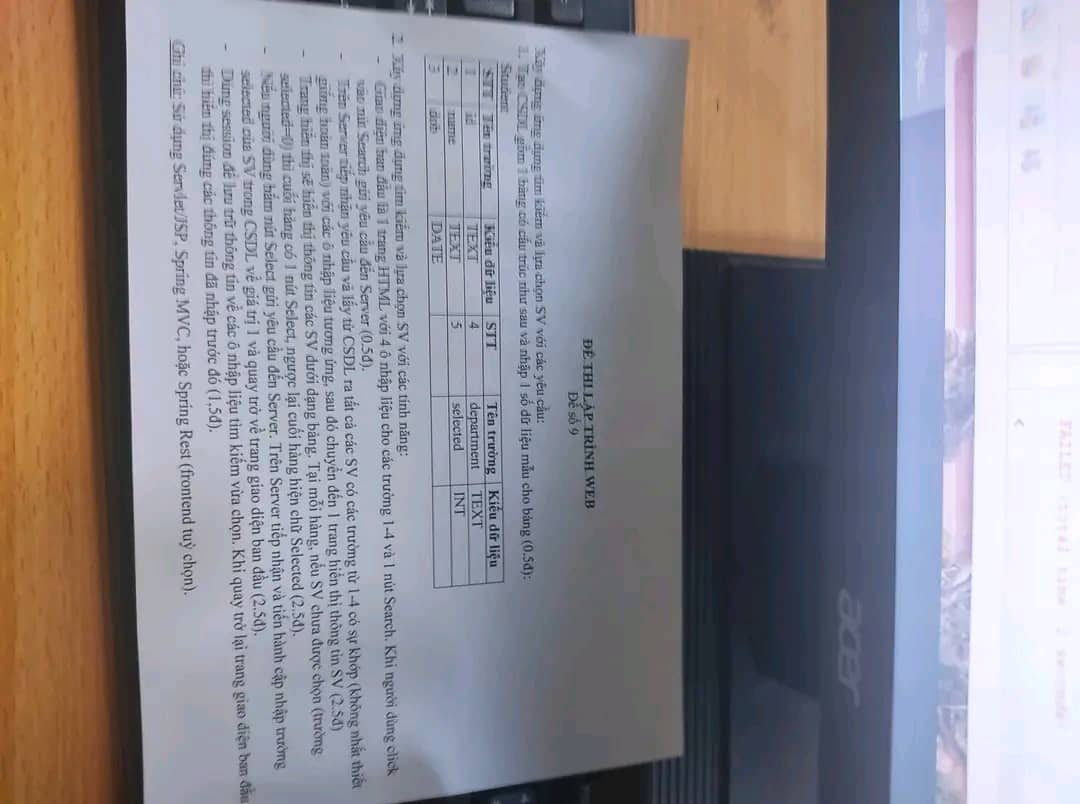 ĐỀ THI LẬP TRÌNH WEB
Đề số 9
Xây dựng ứng dụng tìm kiếm và lựa chọn SV với các yêu cầu:
1. Tạo CSDL gồm 1 bảng có cấu trúc như sau và nhập 1 số dữ liệu mẫu cho bảng (0.5đ):
Student
STT Tên trường Kiểu dữ liệu STT Tên trường Kiểu dữ liệu
1 id TEXT 4 department TEXT
2 name TEXT 5 selected INT
3 dob DATE
2. Xây dựng ứng dụng tìm kiếm và lựa chọn SV với các tính năng:
- Giao diện ban đầu là 1 trang HTML với 4 ô nhập liệu cho các trường 1-4 và 1 nút Search. Khi người dùng click
vào nút Search gửi yêu cầu đến Server (0.5đ).
- Trên Server tiếp nhận yêu cầu và lấy từ CSDL ra tất cả các SV có các trường từ 1-4 có sự khớp (không nhất thiết
giống hoàn toàn) với các ô nhập liệu tương ứng, sau đó chuyển đến 1 trang hiển thị thông tin SV (2.5đ)
- Trang hiển thị sẽ hiển thị thông tin các SV dưới dạng bảng. Tại mỗi hàng, nếu SV chưa được chọn (trường
selected=0) thì cuối hàng có 1 nút Select, ngược lại cuối hàng hiện chữ Selected (2.5đ).
- Nếu người dùng bấm nút Select gửi yêu cầu đến Server. Trên Server tiếp nhận và tiến hành cập nhập trường
selected của SV trong CSDL về giá trị 1 và quay trở về trang giao diện ban đầu (2.5đ).
- Dùng session để lưu trữ thông tin về các ô nhập liệu tìm kiếm vừa chọn. Khi quay trở lại trang giao diện ban đầu
thì hiển thị đúng các thông tin đã nhập trước đó (1,5đ).
Ghi chú: Sử dụng Servlet/JSP, Spring MVC, hoặc Spring Rest (frontend tuỳ chọn).
acer